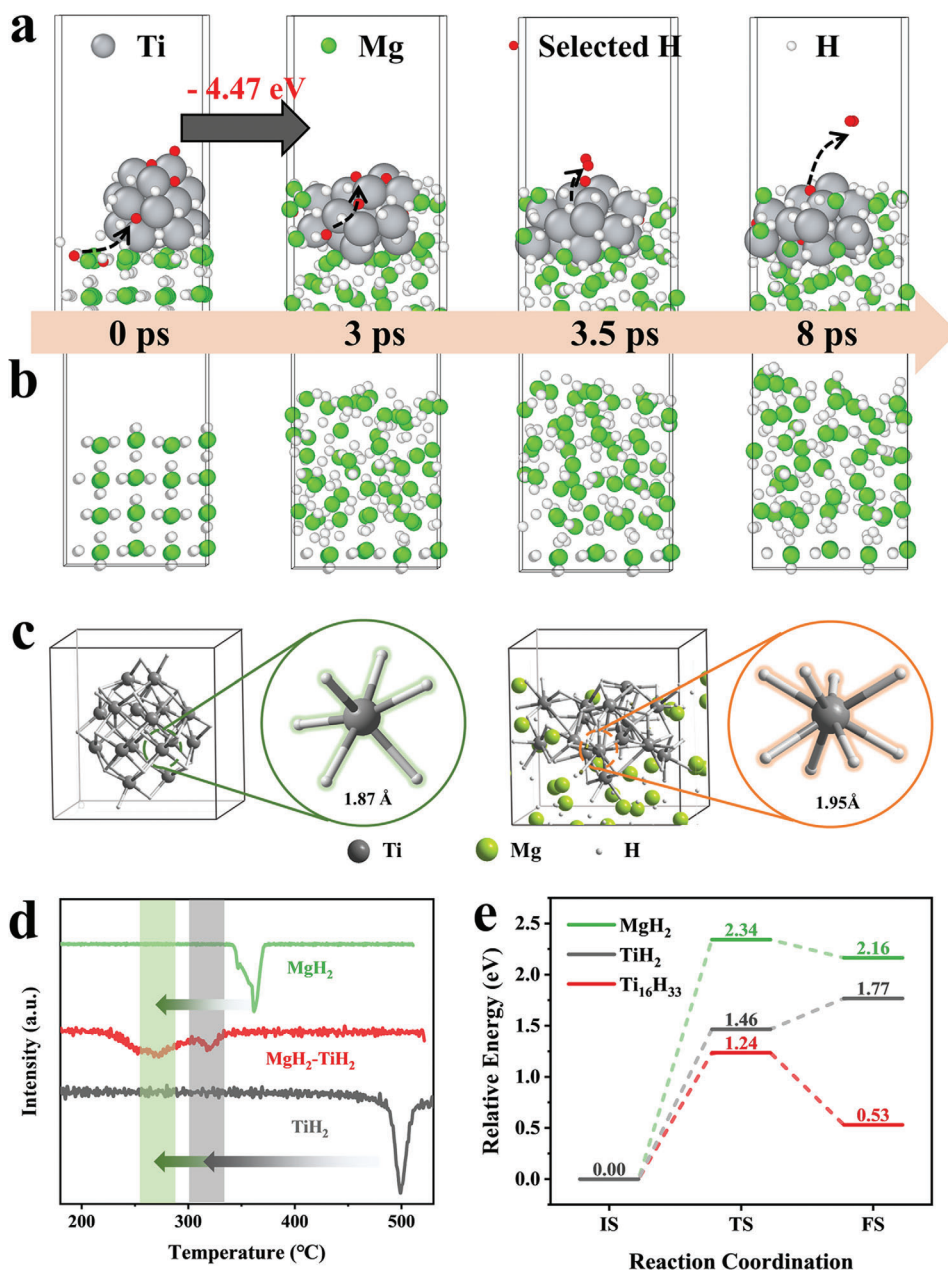 a
Ti
Mg
Selected H
H
- 4.47 eV
0 ps
3 ps
3.5 ps
8 ps
b
c
1.87 Å
1.95Å
Ti
Mg
H
d
MgH2
MgH2-TiH2
TiH2
Intensity (a.u.)
200
300
400
500
Temperature (°C)
e
MgH2
TiH2
Ti16H33
2.34
2.16
1.77
1.46
1.24
0.53
0.00
2.5
2.0
1.5
1.0
0.5
0.0
Relative Energy (eV)
IS
TS
FS
Reaction Coordination